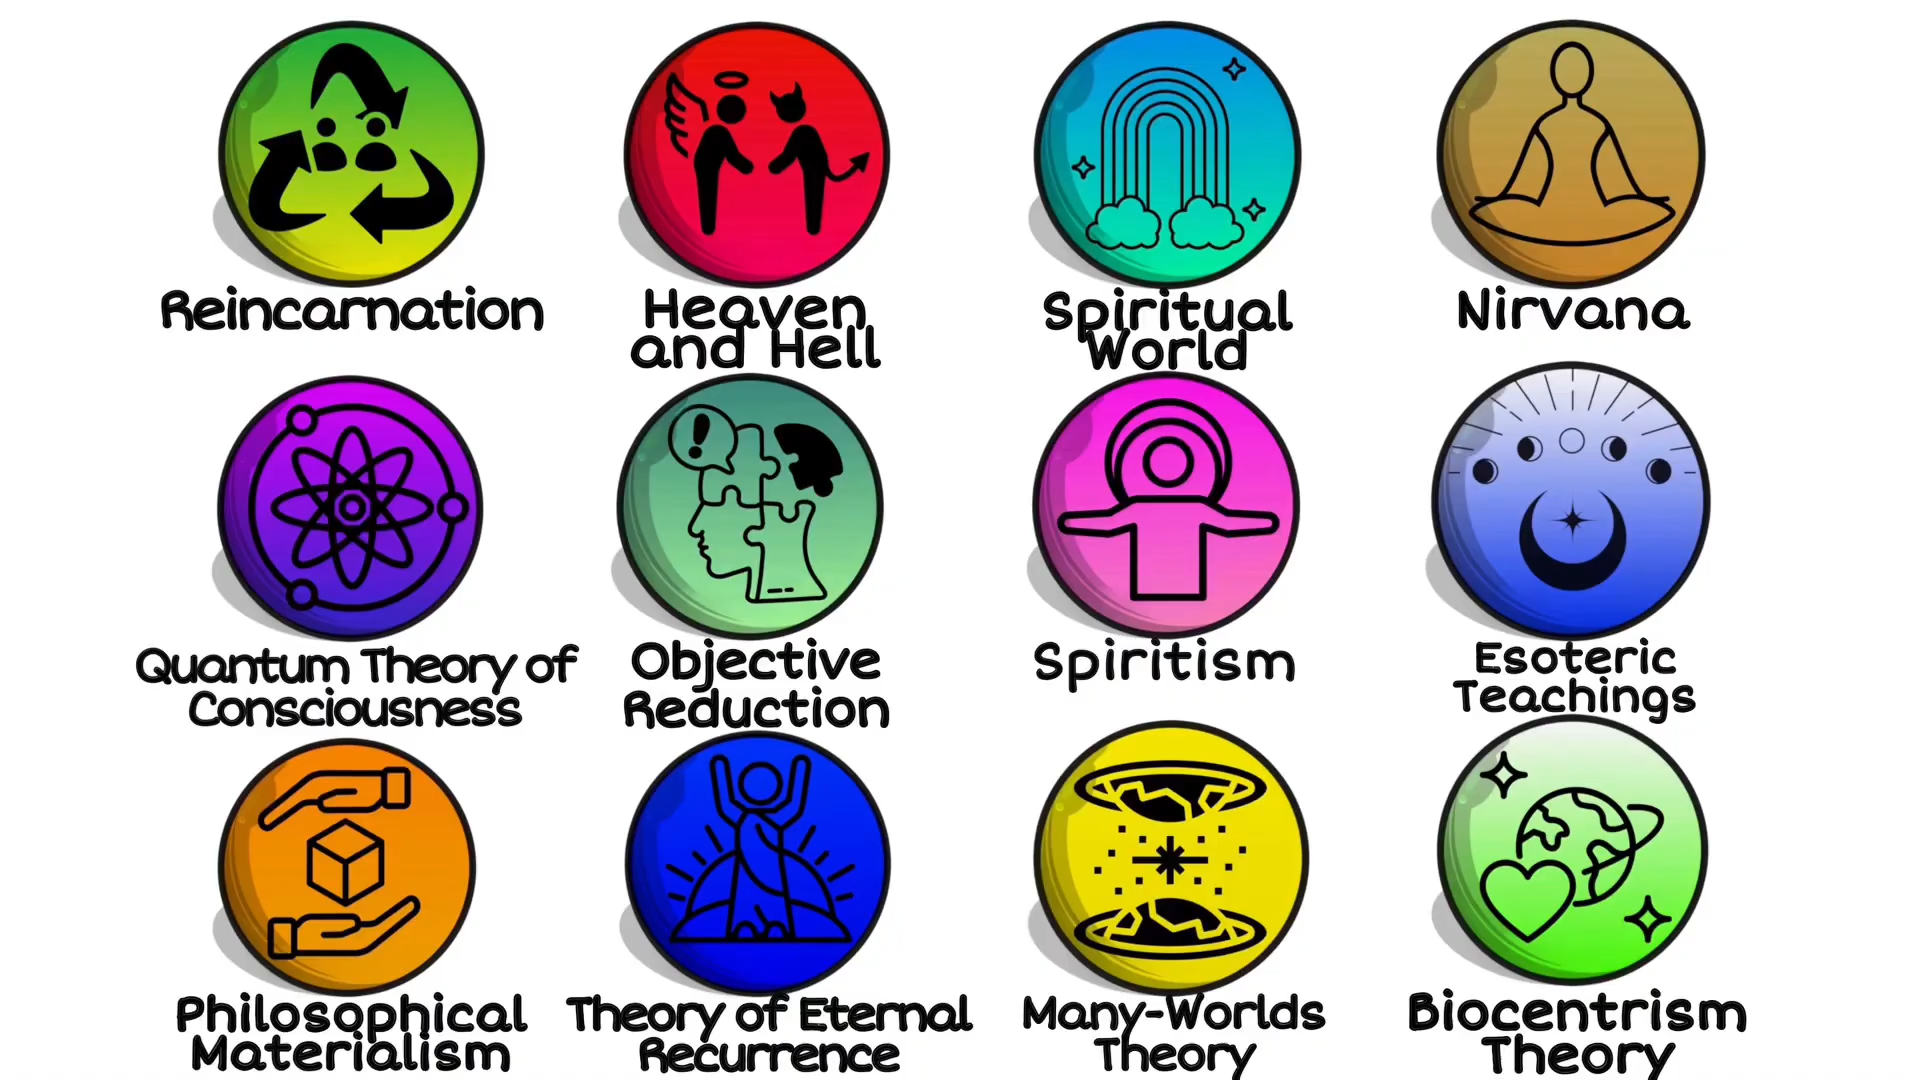 Reincarnation
Heaven
and Hell
Spiritual
World
Nirvana
Quantum Theory of
Consciousness
Objective
Reduction
Spiritism
Esoteric
Teachings
Philosophical
Materialism
Theory of Eternal
Recurrence
Many-Worlds
Theory
Biocentrism
Theory